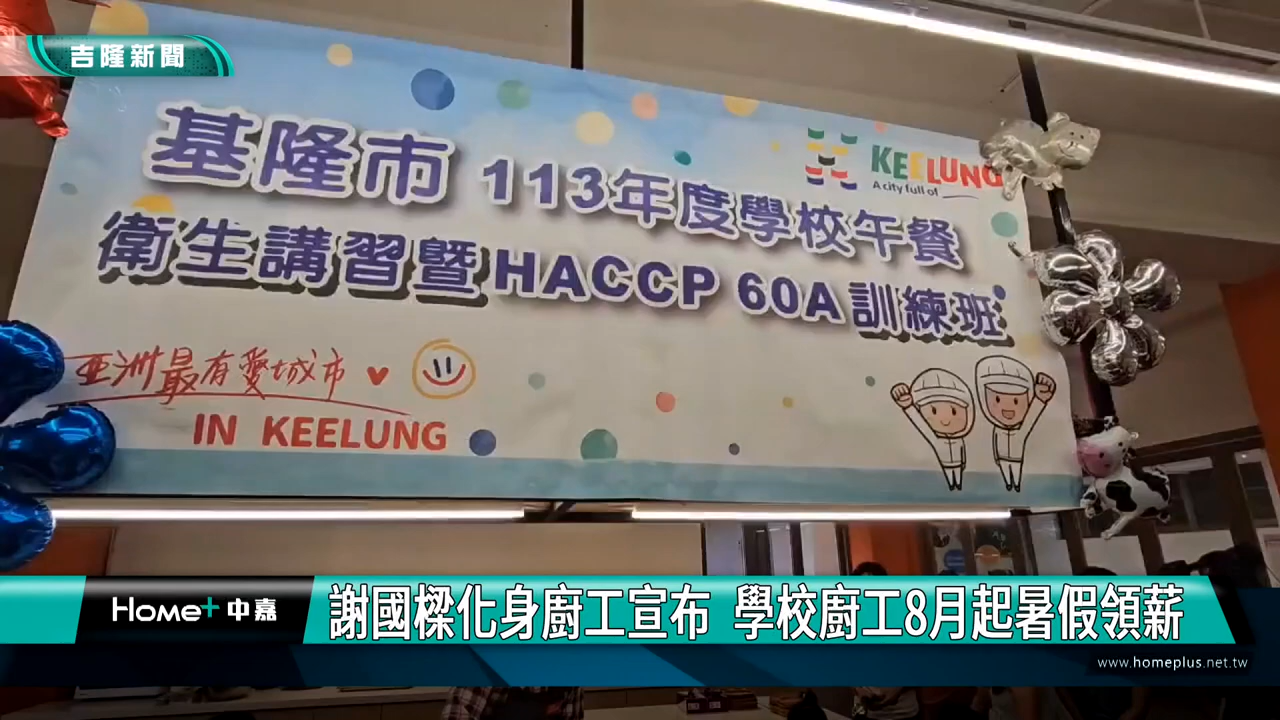 吉隆新聞
KEELUNG
A city full of
基隆市 113年度學校午餐
衛生講習暨HACCP 60A訓練班
亞洲最有愛城市
IN KEELUNG
Home+中嘉
謝國樑化身廚工宣布 學校廚工8月起暑假領薪
www.homeplus.net.tw